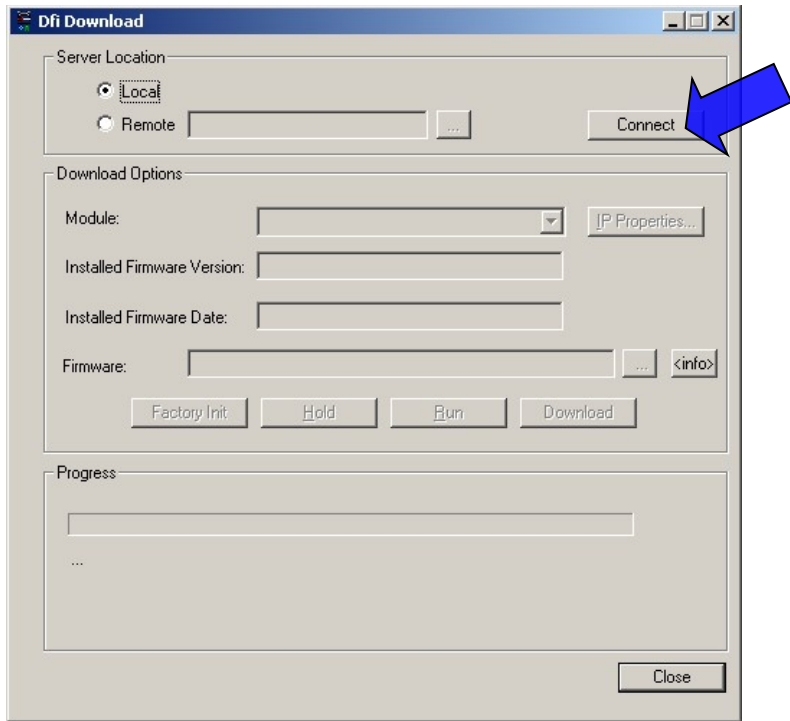 Dfi Download
Server Location
Local
Remote ... Connect
Download Options
Module: IP Properties...
Installed Firmware Version:
Installed Firmware Date:
Firmware: ... <info>
Factory Init Hold Run Download
Progress
...
Close